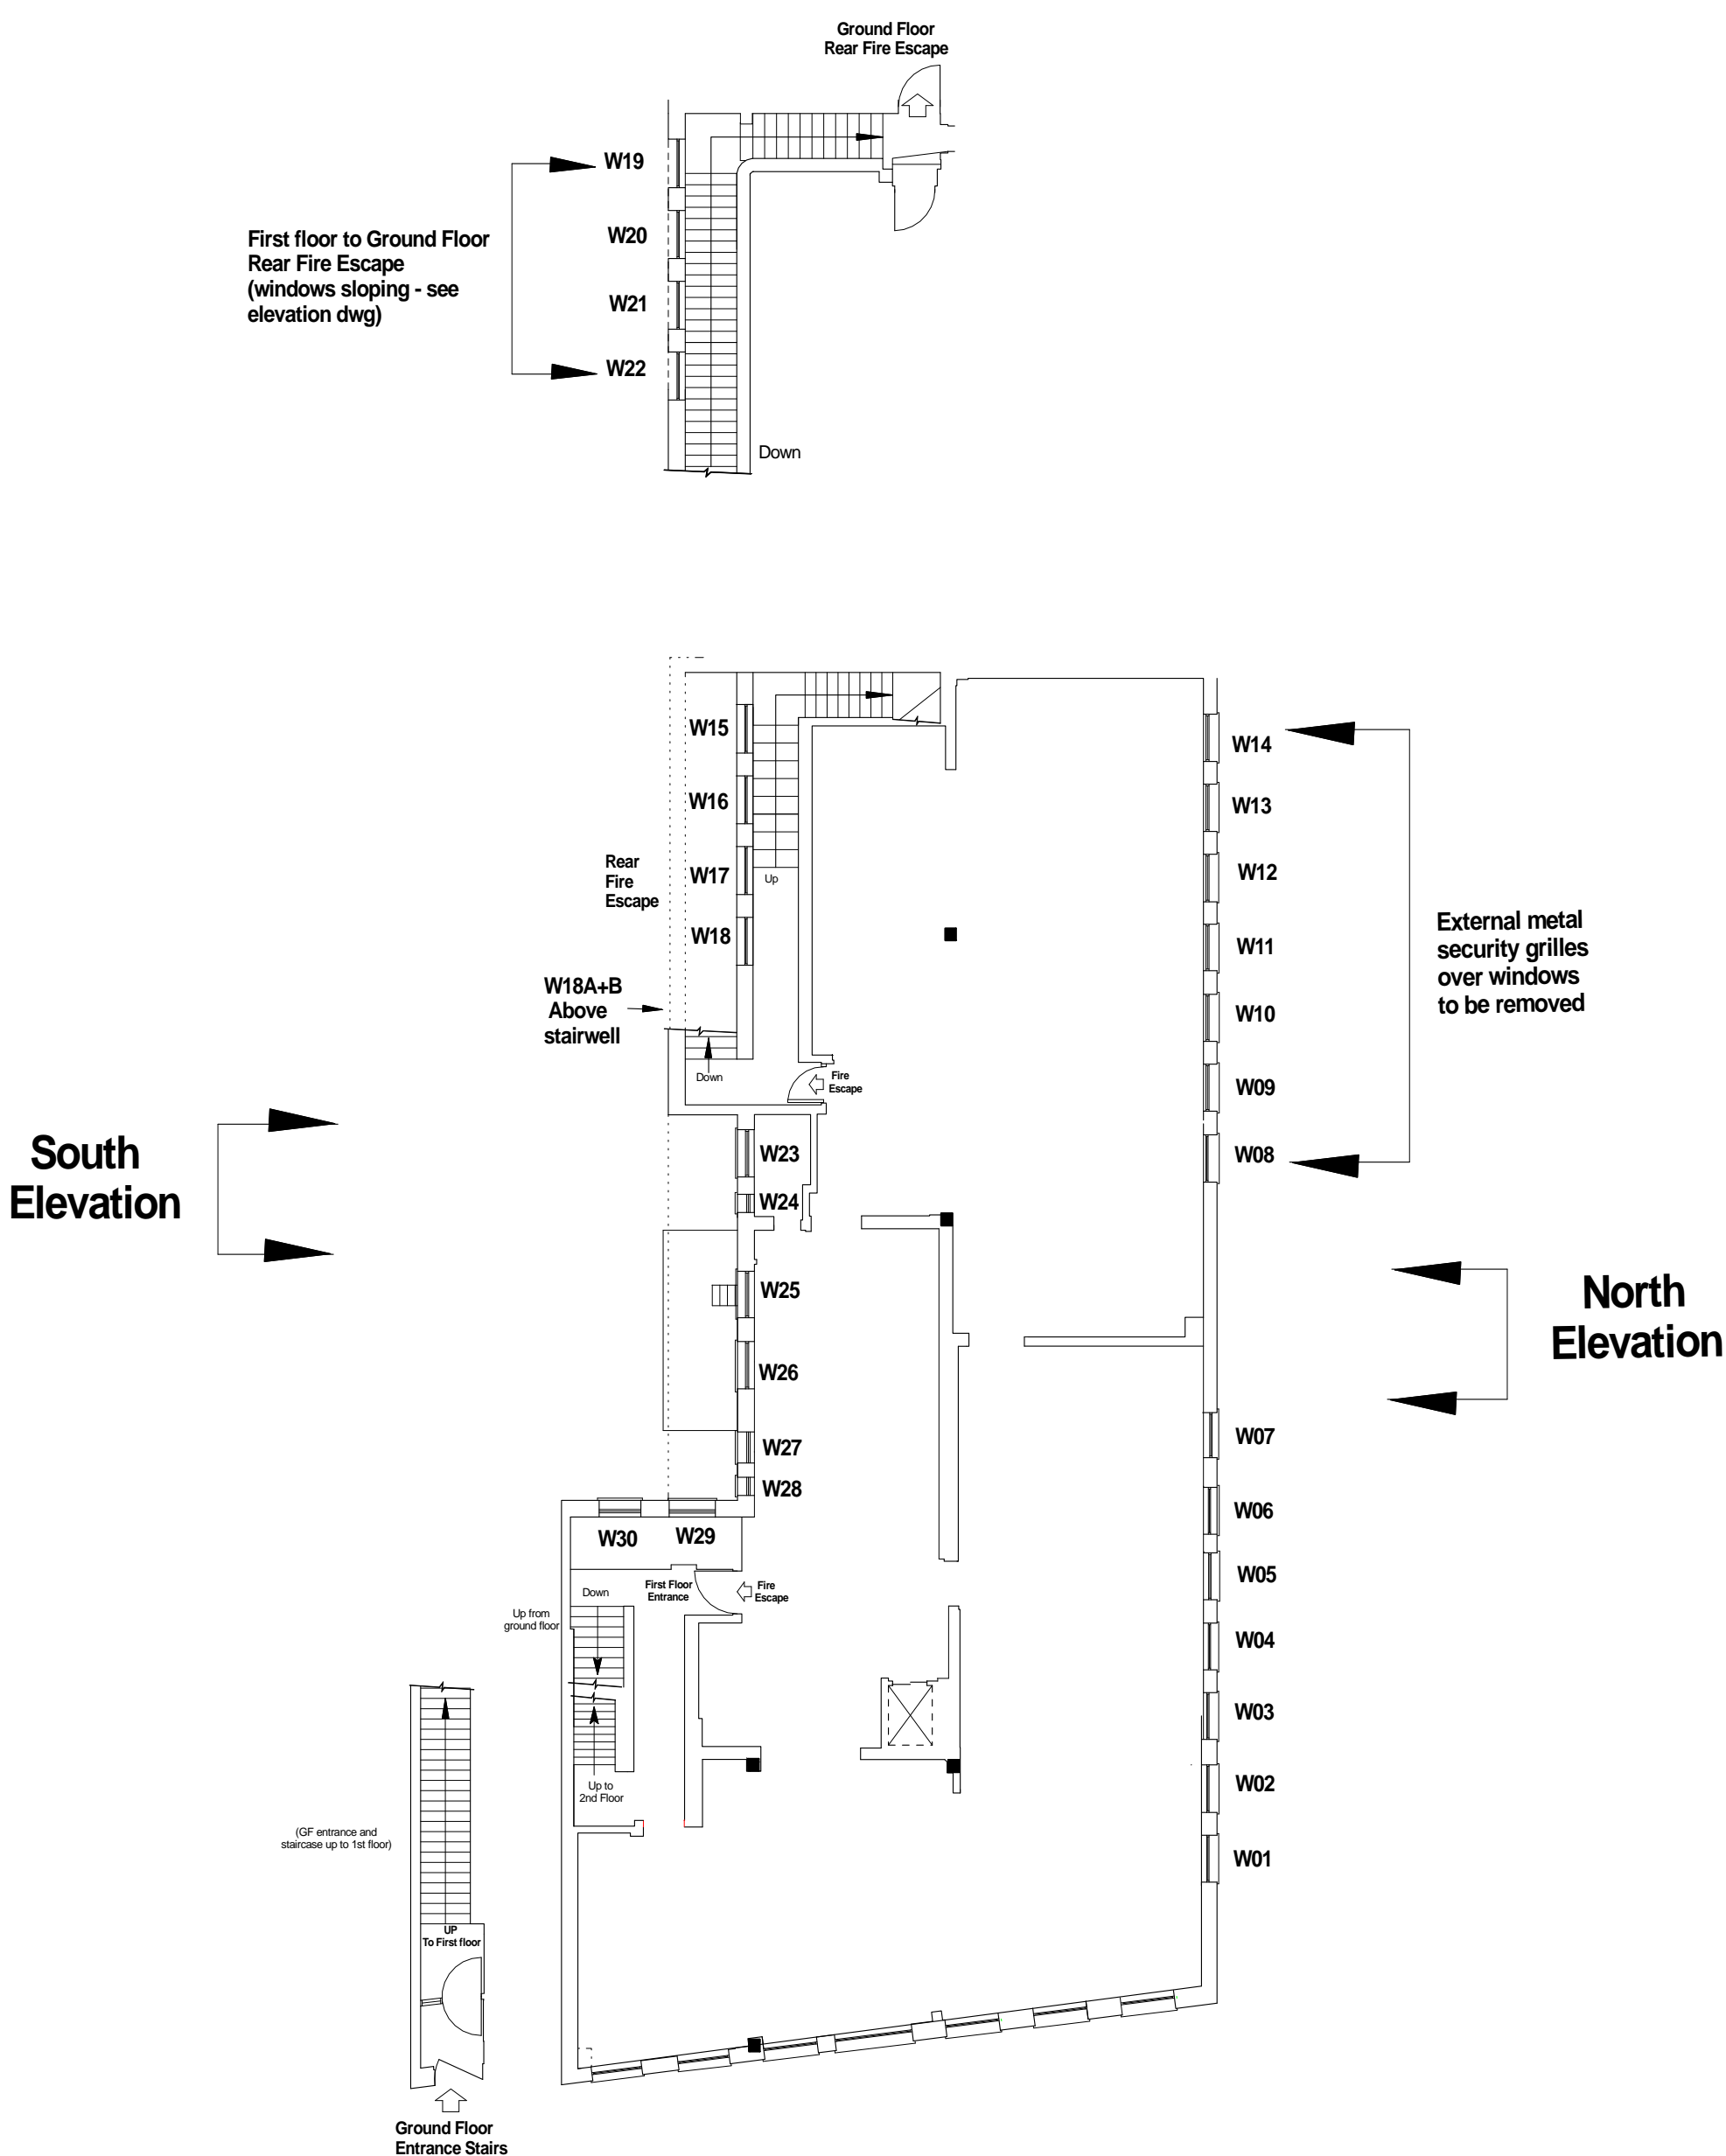 Ground Floor
Rear Fire Escape
W19
W20
W21
W22
First floor to Ground Floor
Rear Fire Escape
(windows sloping - see
elevation dwg)
Down
W15
W16
W17
W18
Up
Rear
Fire
Escape
W18A+B
Above
stairwell
Down
Fire
Escape
W14
W13
W12
W11
W10
W09
W08
External metal
security grilles
over windows
to be removed
South
Elevation
W23
W24
W25
W26
W27
W28
North
Elevation
W07
W06
W05
W04
W03
W02
W01
W30
W29
Down
First Floor
Entrance
Fire
Escape
Up from
ground floor
Up to
2nd Floor
(GF entrance and
staircase up to 1st floor)
UP
To First floor
Ground Floor
Entrance Stairs